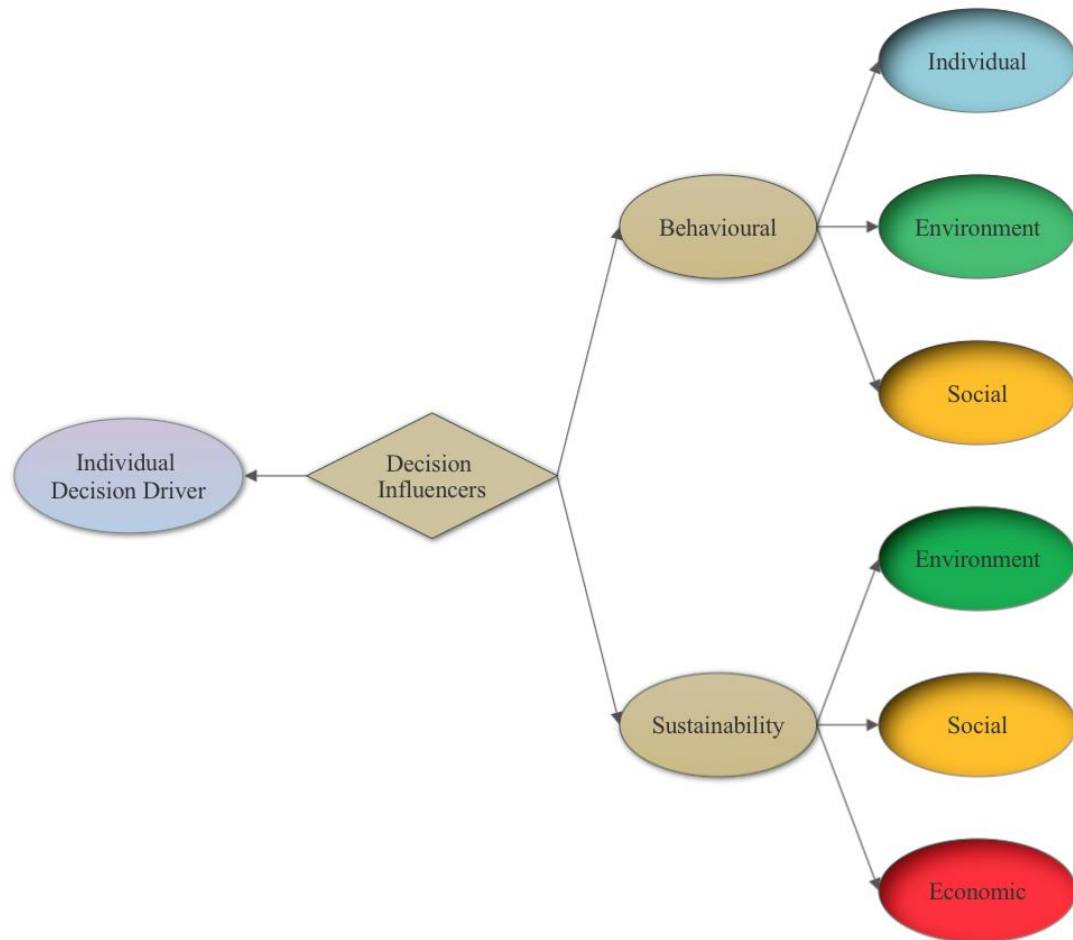 Individual
Environment
Behavioural
Social
Individual
Decision Driver
Decision
Influencers
Environment
Sustainability
Social
Economic